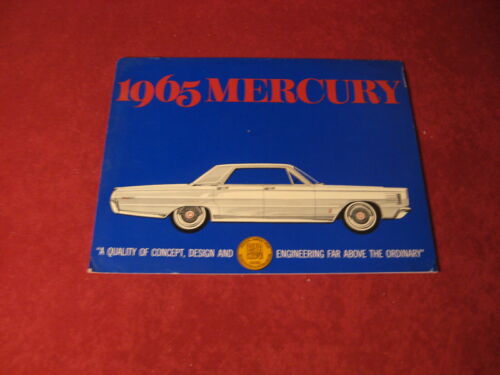 1965 MERCURY
"A QUALITY OF CONCEPT, DESIGN AND ENGINEERING FAR ABOVE THE ORDINARY"